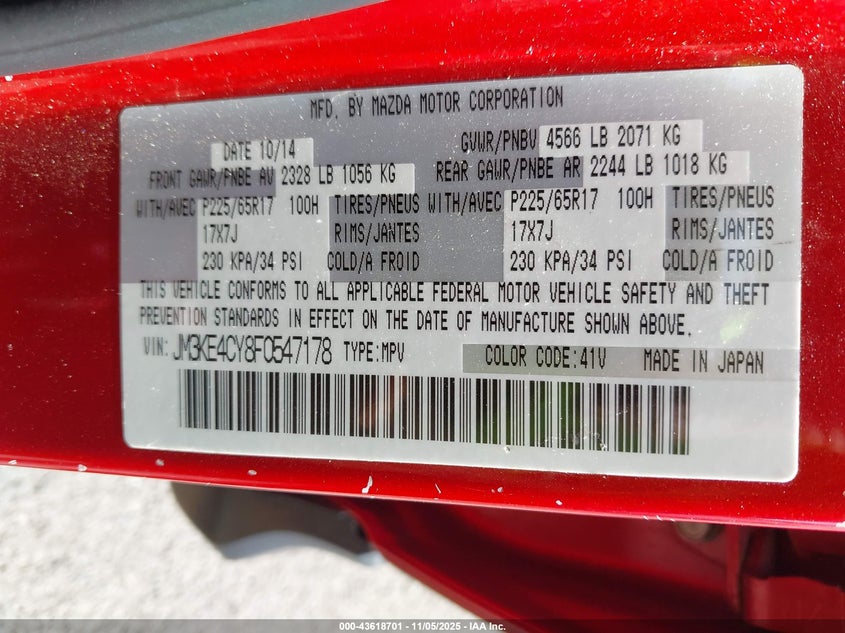 MFD. BY MAZDA MOTOR CORPORATION
DATE 10/14 GVWR/PNBV 4566 LB 2071 KG
FRONT GAWR/PNBE AV 2328 LB 1056 KG REAR GAWR/PNBE AR 2244 LB 1018 KG
WITH/AVEC P225/65R17 100H TIRES/PNEUS WITH/AVEC P225/65R17 100H TIRES/PNEUS
17X7J RIMS/JANTES 17X7J RIMS/JANTES
230 KPA/34 PSI COLD/A FROID 230 KPA/34 PSI COLD/A FROID
THIS VEHICLE CONFORMS TO ALL APPLICABLE FEDERAL MOTOR VEHICLE SAFETY AND THEFT
PREVENTION STANDARDS IN EFFECT ON THE DATE OF MANUFACTURE SHOWN ABOVE.
VIN: JM3KE4CY8F0547178 TYPE:MPV COLOR CODE:41V MADE IN JAPAN
000-43618701 - 11/05/2025 - IAA Inc.